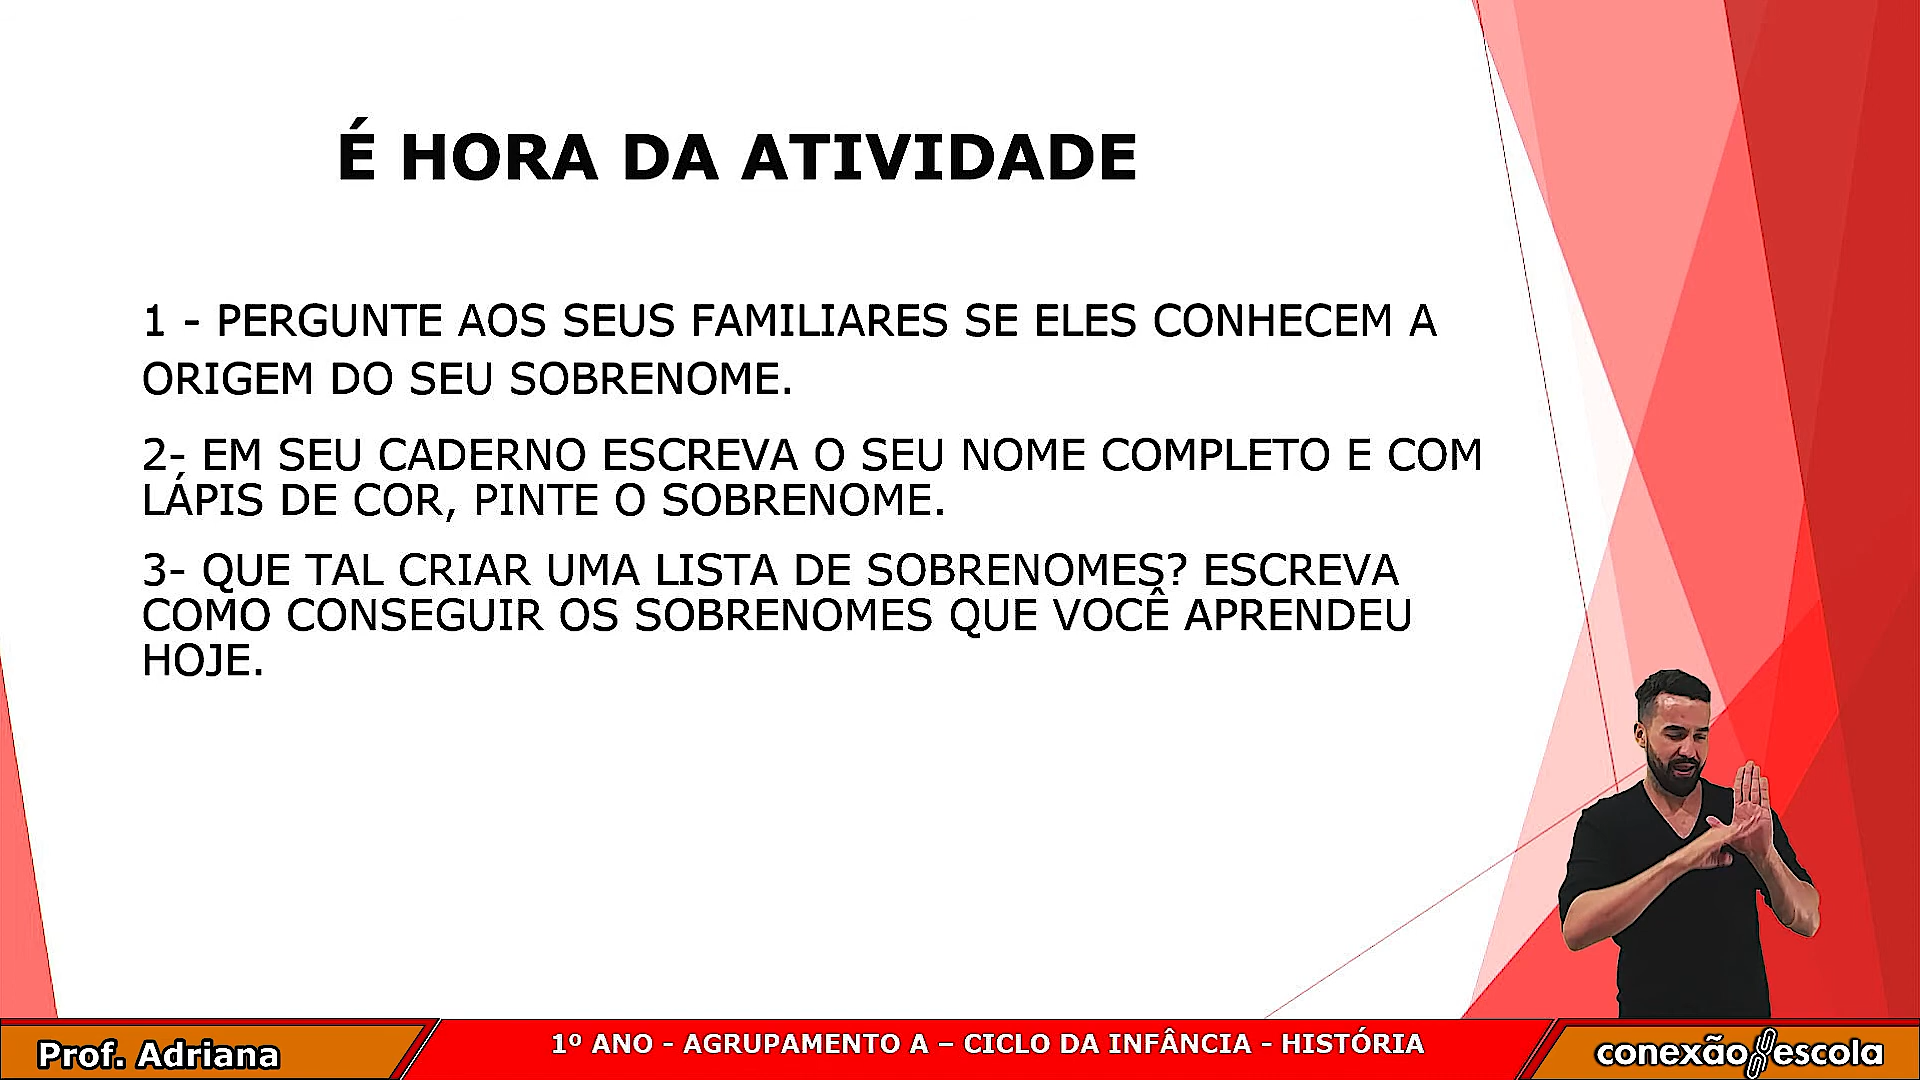 É HORA DA ATIVIDADE
1 - PERGUNTE AOS SEUS FAMILIARES SE ELES CONHECEM A
ORIGEM DO SEU SOBRENOME.
2- EM SEU CADERNO ESCREVA O SEU NOME COMPLETO E COM
LÁPIS DE COR, PINTE O SOBRENOME.
3- QUE TAL CRIAR UMA LISTA DE SOBRENOMES? ESCREVA
COMO CONSEGUIR OS SOBRENOMES QUE VOCÊ APRENDEU
HOJE.
Prof. Adriana
1º ANO - AGRUPAMENTO A – CICLO DA INFÂNCIA - HISTÓRIA
conexão escola